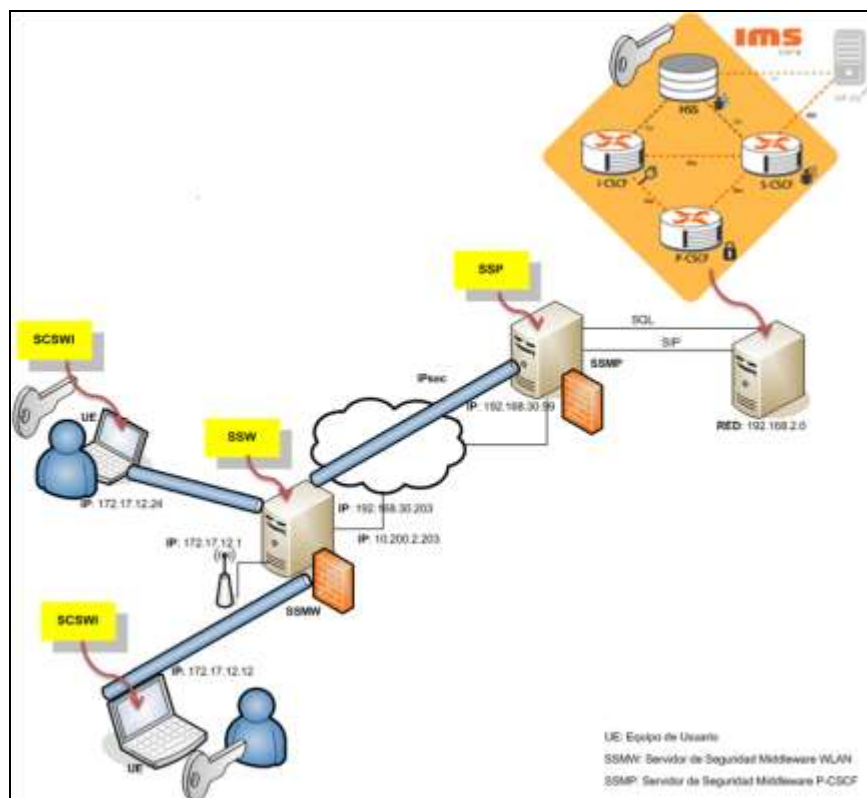 IMS
HSS
I-CSCF
S-CSCF
P-CSCF
SSP
SQL
SIP
SSMP
SCSWI
IPsec
IP: 192.168.30.99
UE
SSW
RED: 192.168.2.0
IP: 172.17.12.24
IP: 192.168.30.203
IP: 172.17.12.1
IP: 10.200.2.203
SSMW
SCSWI
IP: 172.17.12.12
UE
UE: Equipo de Usuario
SSMW: Servidor de Seguridad Middleware WLAN
SSMP: Servidor de Seguridad Middleware P-CSCF